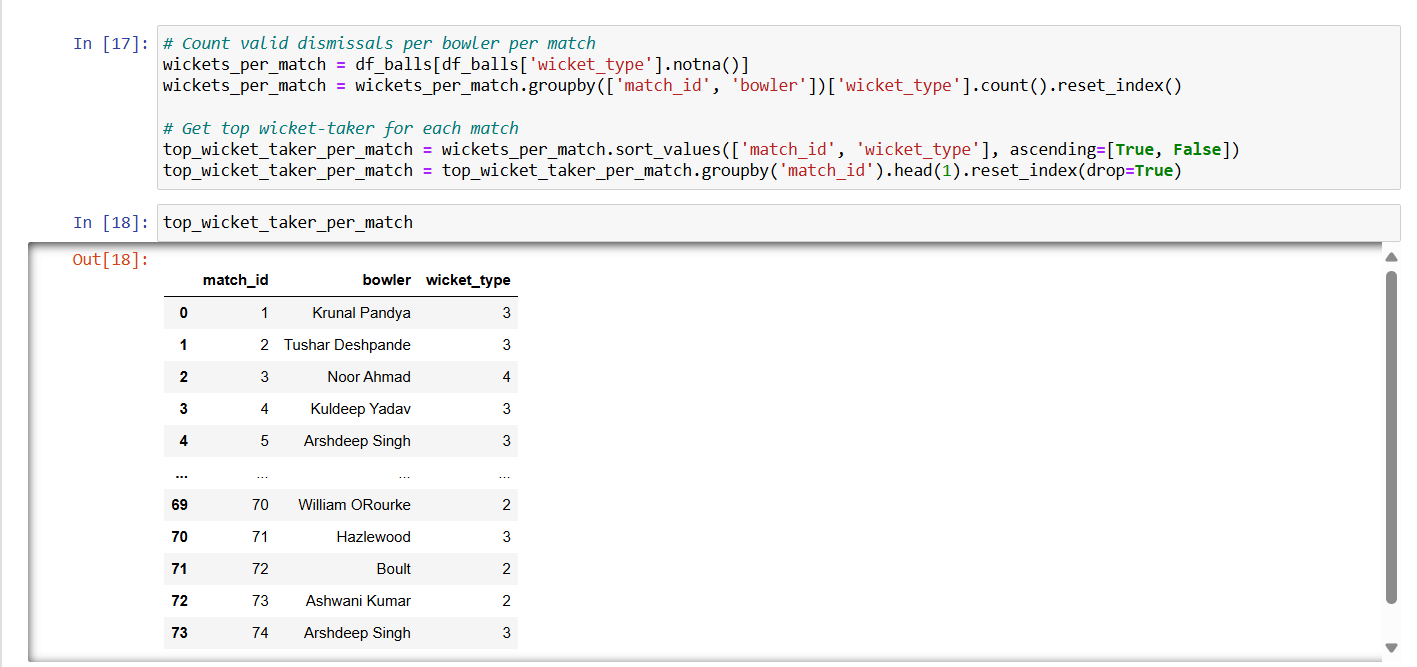 In [17]: # Count valid dismissals per bowler per match
wickets_per_match = df_balls[df_balls['wicket_type'].notna()]
wickets_per_match = wickets_per_match.groupby(['match_id', 'bowler'])['wicket_type'].count().reset_index()
# Get top wicket-taker for each match
top_wicket_taker_per_match = wickets_per_match.sort_values(['match_id', 'wicket_type'], ascending=[True, False])
top_wicket_taker_per_match = top_wicket_taker_per_match.groupby('match_id').head(1).reset_index(drop=True)
In [18]: top_wicket_taker_per_match
Out[18]:
match_id bowler wicket_type
0 1 Krunal Pandya 3
1 2 Tushar Deshpande 3
2 3 Noor Ahmad 4
3 4 Kuldeep Yadav 3
4 5 Arshdeep Singh 3
... ... ... ...
69 70 William ORourke 2
70 71 Hazlewood 3
71 72 Boult 2
72 73 Ashwani Kumar 2
73 74 Arshdeep Singh 3